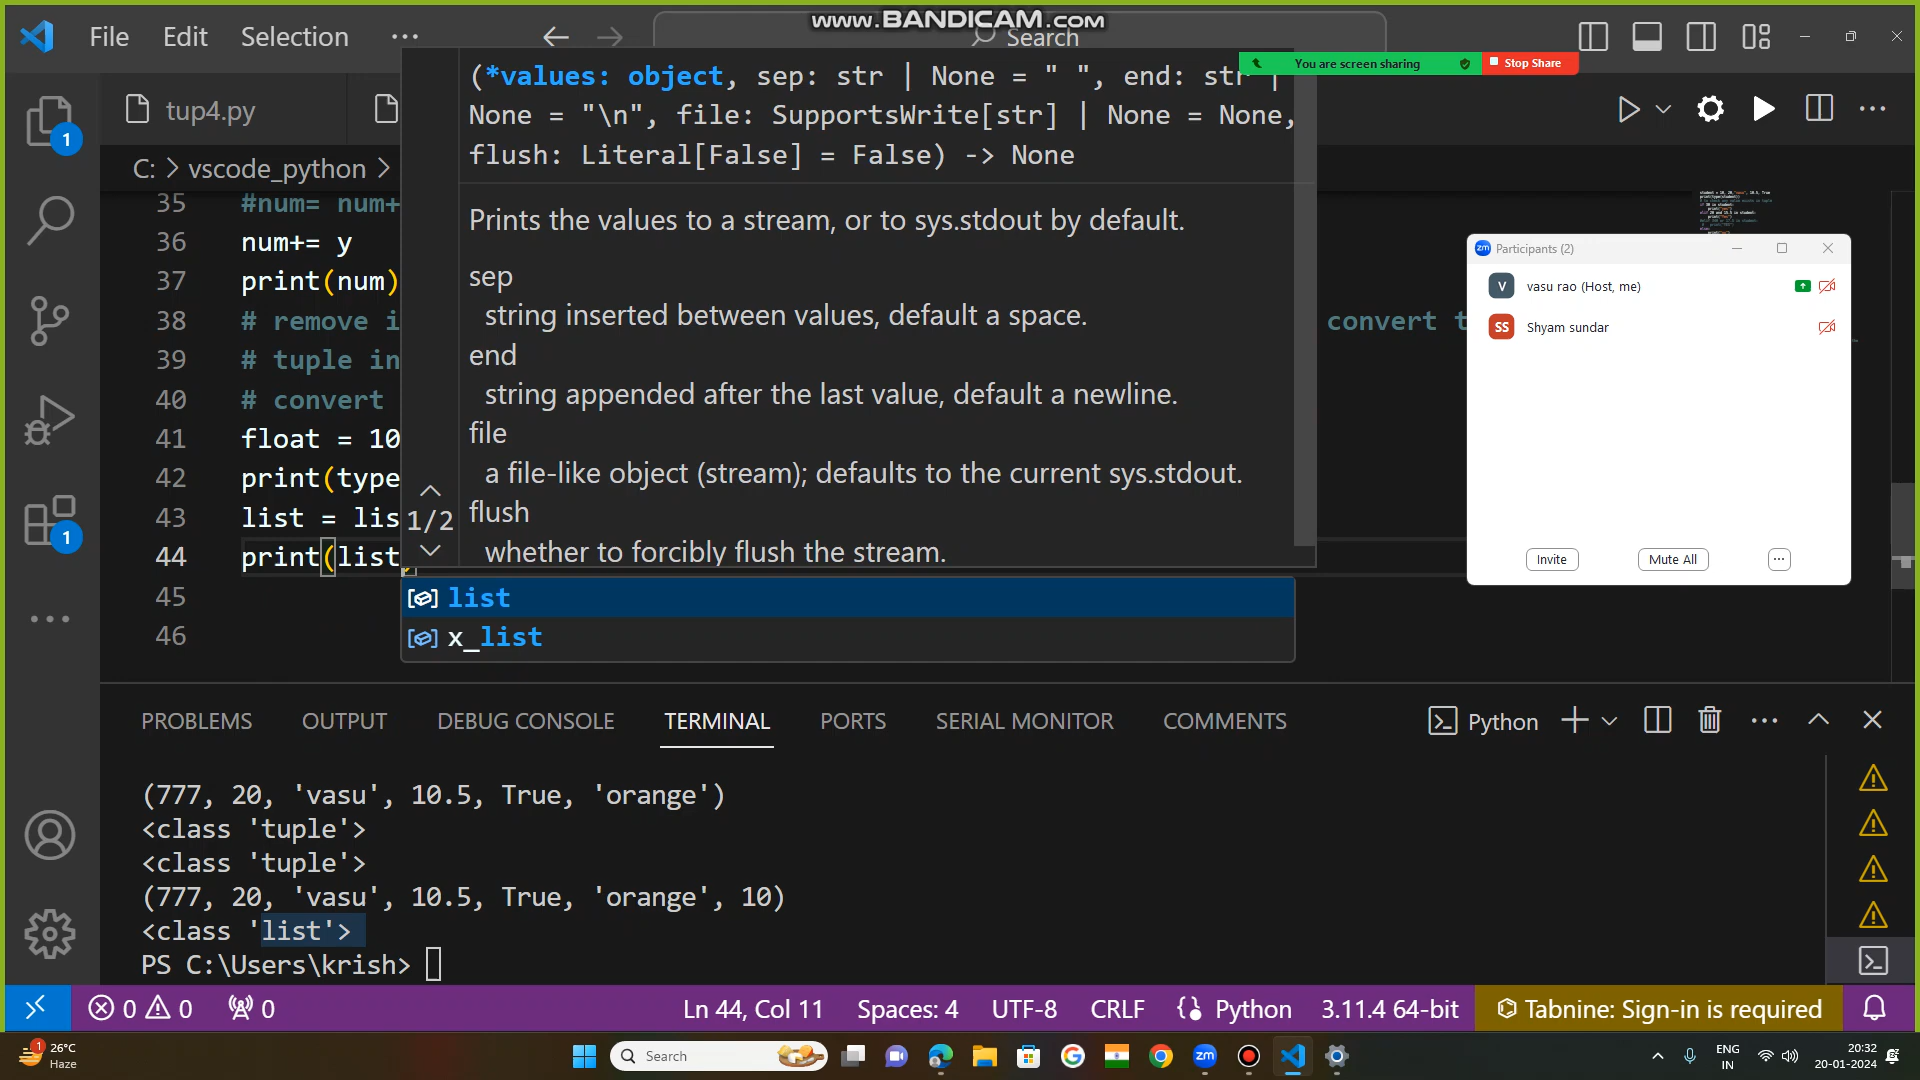 www.BANDICAM.com
File Edit Selection ...
Search
You are screen sharing
Stop Share
tup4.py
C: > vscode_python >
(*values: object, sep: str | None = " ", end: str |
None = "\n", file: SupportsWrite[str] | None = None,
flush: Literal[False] = False) -> None
Prints the values to a stream, or to sys.stdout by default.
sep
string inserted between values, default a space.
end
string appended after the last value, default a newline.
file
a file-like object (stream); defaults to the current sys.stdout.
flush
whether to forcibly flush the stream.
1/2
list
x_list
35 #num= num+
36 num+= y
37 print(num)
38 # remove i
convert t
39 # tuple in
40 # convert
41 float = 10
42 print(type
43 list = lis
44 print(list
45
46
Participants (2)
V vasu rao (Host, me)
SS Shyam sundar
Invite
Mute All
...
1
1
PROBLEMS OUTPUT DEBUG CONSOLE TERMINAL PORTS SERIAL MONITOR COMMENTS
Python
(777, 20, 'vasu', 10.5, True, 'orange')
<class 'tuple'>
<class 'tuple'>
(777, 20, 'vasu', 10.5, True, 'orange', 10)
<class 'list'>
PS C:\Users\krish>
0 0 0
Ln 44, Col 11 Spaces: 4 UTF-8 CRLF Python 3.11.4 64-bit Tabnine: Sign-in is required
1
26°C
Haze
Search
zm
ENG
IN
20:32
20-01-2024